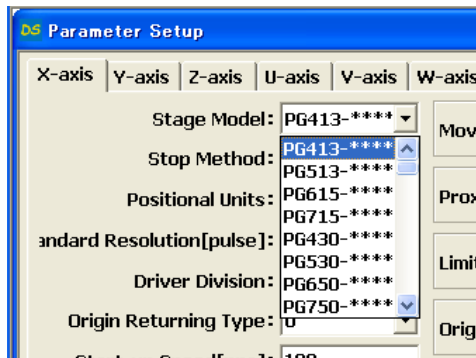 DS Parameter Setup
X-axis Y-axis Z-axis U-axis V-axis W-axis
Stage Model: PG413-****
Stop Method: PG413-****
PG513-****
Positional Units: PG615-****
PG715-****
andard Resolution[pulse]: PG430-****
PG530-****
Driver Division: PG650-****
PG750-****
Origin Returning Type: 0
Mov
Prox
Limit
Orig
100